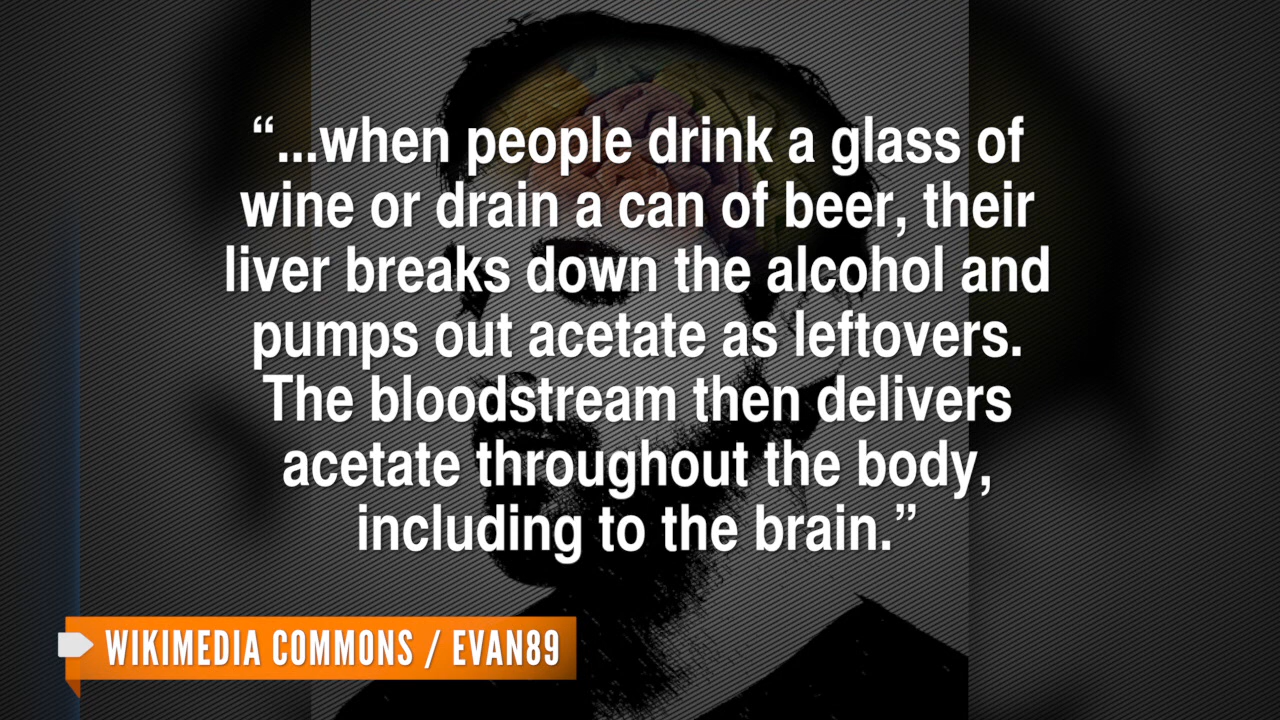 “...when people drink a glass of
wine or drain a can of beer, their
liver breaks down the alcohol and
pumps out acetate as leftovers.
The bloodstream then delivers
acetate throughout the body,
including to the brain.”
WIKIMEDIA COMMONS / EVAN89